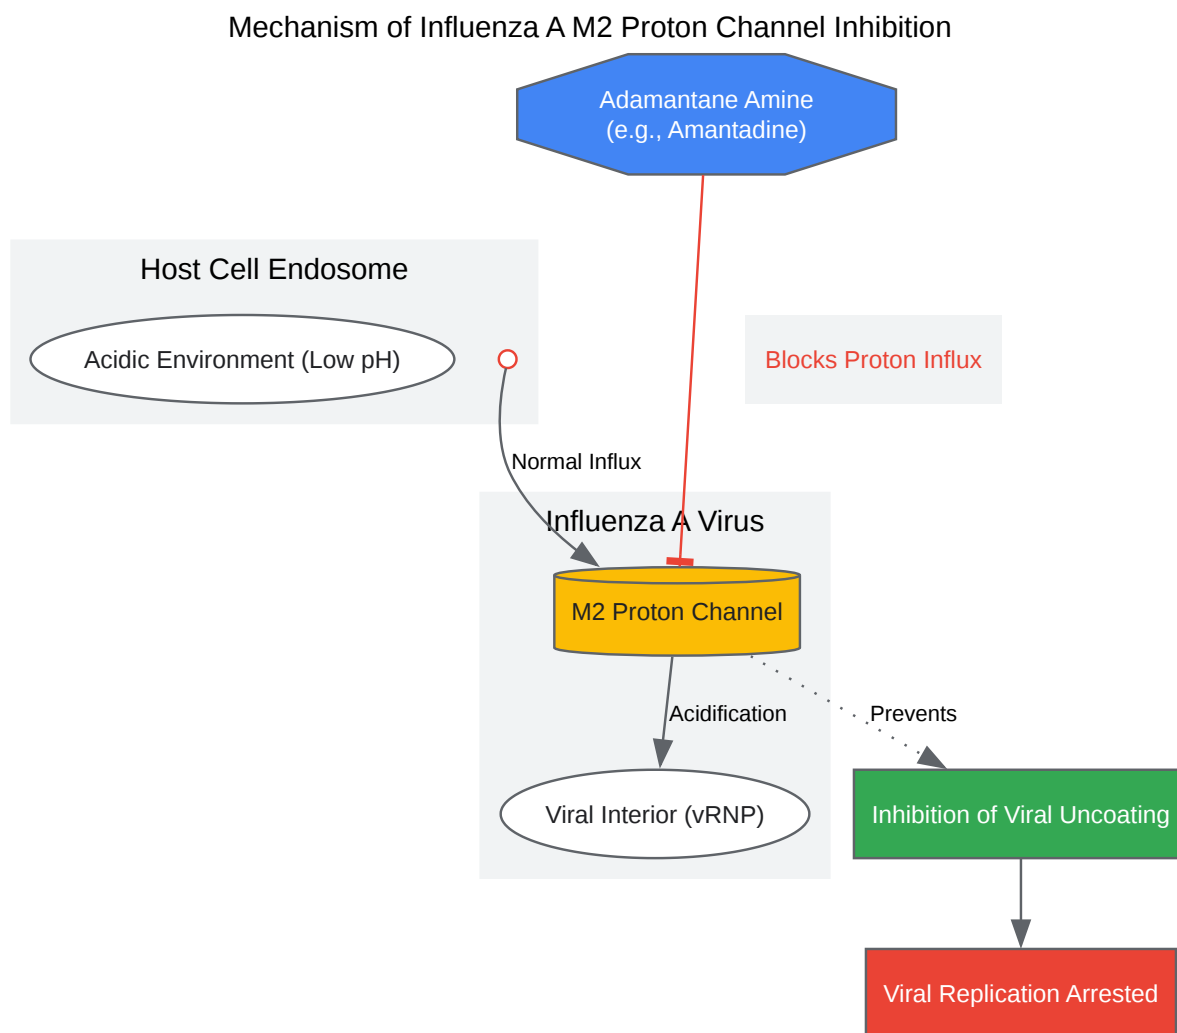 Mechanism of Influenza A M2 Proton Channel Inhibition
Adamantane Amine
(e.g., Amantadine)
Host Cell Endosome
Acidic Environment (Low pH)
Blocks Proton Influx
Normal Influx
Influenza A Virus
M2 Proton Channel
Acidification
Prevents
Viral Interior (vRNP)
Inhibition of Viral Uncoating
Viral Replication Arrested